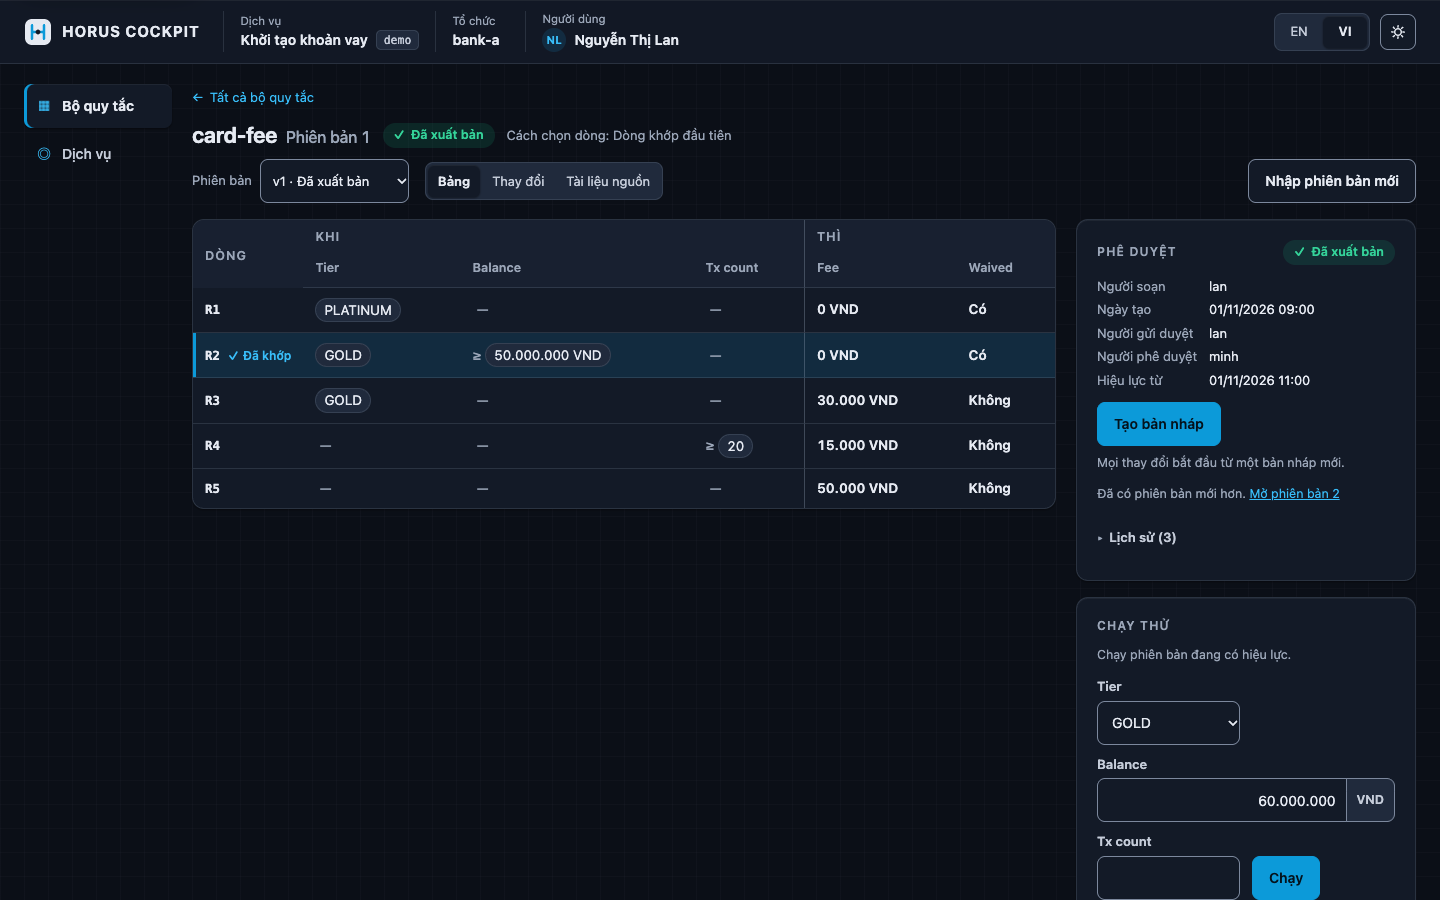 HORUS COCKPIT
Dịch vụ
Khởi tạo khoản vay demo
Tổ chức
bank-a
Người dùng
NL Nguyễn Thị Lan
EN VI
Bộ quy tắc
Dịch vụ
← Tất cả bộ quy tắc
card-fee Phiên bản 1 ✓ Đã xuất bản Cách chọn dòng: Dòng khớp đầu tiên
Phiên bản v1 · Đã xuất bản Bảng Thay đổi Tài liệu nguồn Nhập phiên bản mới
DÒNG KHI THÌ
Tier Balance Tx count Fee Waived
R1 PLATINUM — — 0 VND Có
R2 ✓ Đã khớp GOLD ≥ 50.000.000 VND — 0 VND Có
R3 GOLD — — 30.000 VND Không
R4 — — ≥ 20 15.000 VND Không
R5 — — — 50.000 VND Không
PHÊ DUYỆT ✓ Đã xuất bản
Người soạn lan
Ngày tạo 01/11/2026 09:00
Người gửi duyệt lan
Người phê duyệt minh
Hiệu lực từ 01/11/2026 11:00
Tạo bản nháp
Mọi thay đổi bắt đầu từ một bản nháp mới.
Đã có phiên bản mới hơn. Mở phiên bản 2
▸ Lịch sử (3)
CHẠY THỬ
Chạy phiên bản đang có hiệu lực.
Tier
GOLD
Balance
60.000.000 VND
Tx count
Chạy